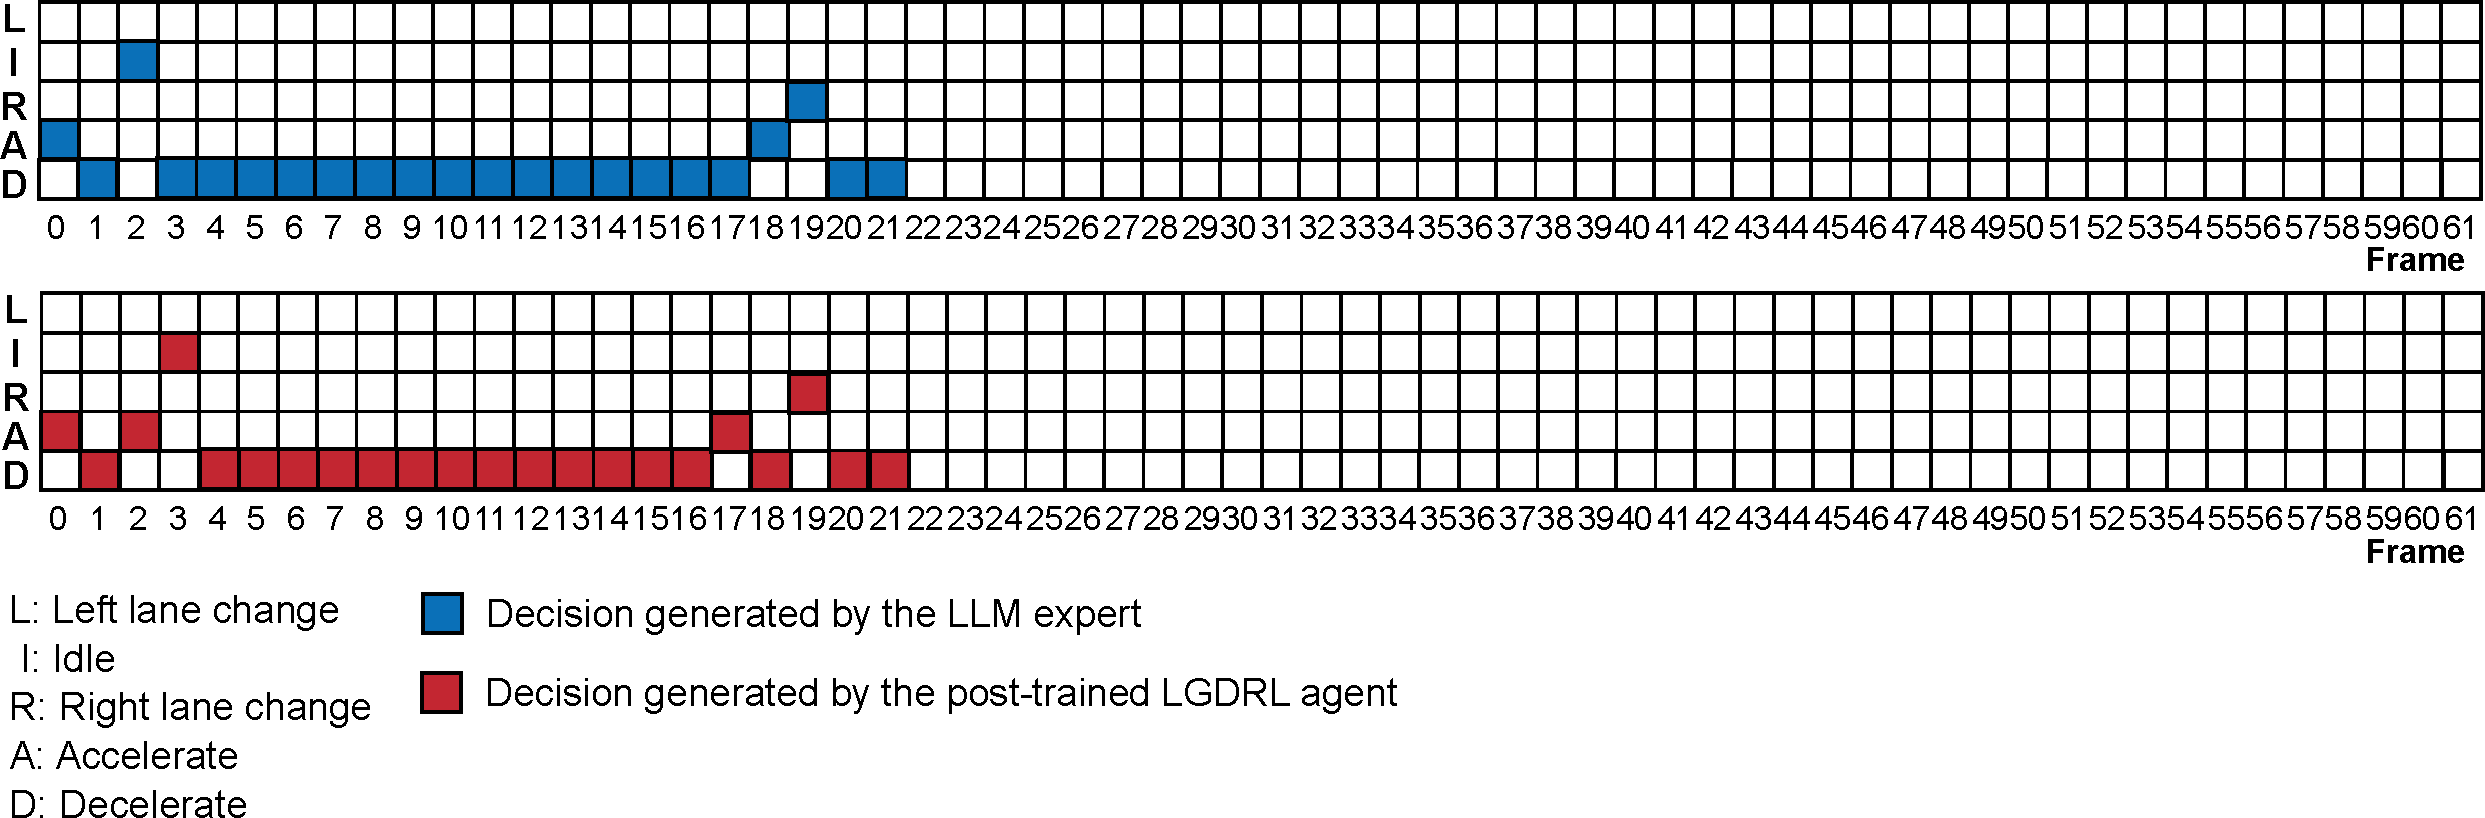 L
I
R
A
D
0 1 2 3 4 5 6 7 8 9 10 11 12 13 14 15 16 17 18 19 20 21 22 23 24 25 26 27 28 29 30 31 32 33 34 35 36 37 38 39 40 41 42 43 44 45 46 47 48 49 50 51 52 53 54 55 56 57 58 59 60 61
Frame
L
I
R
A
D
0 1 2 3 4 5 6 7 8 9 10 11 12 13 14 15 16 17 18 19 20 21 22 23 24 25 26 27 28 29 30 31 32 33 34 35 36 37 38 39 40 41 42 43 44 45 46 47 48 49 50 51 52 53 54 55 56 57 58 59 60 61
Frame
L: Left lane change
I: Idle
R: Right lane change
A: Accelerate
D: Decelerate
Decision generated by the LLM expert
Decision generated by the post-trained LGDRL agent